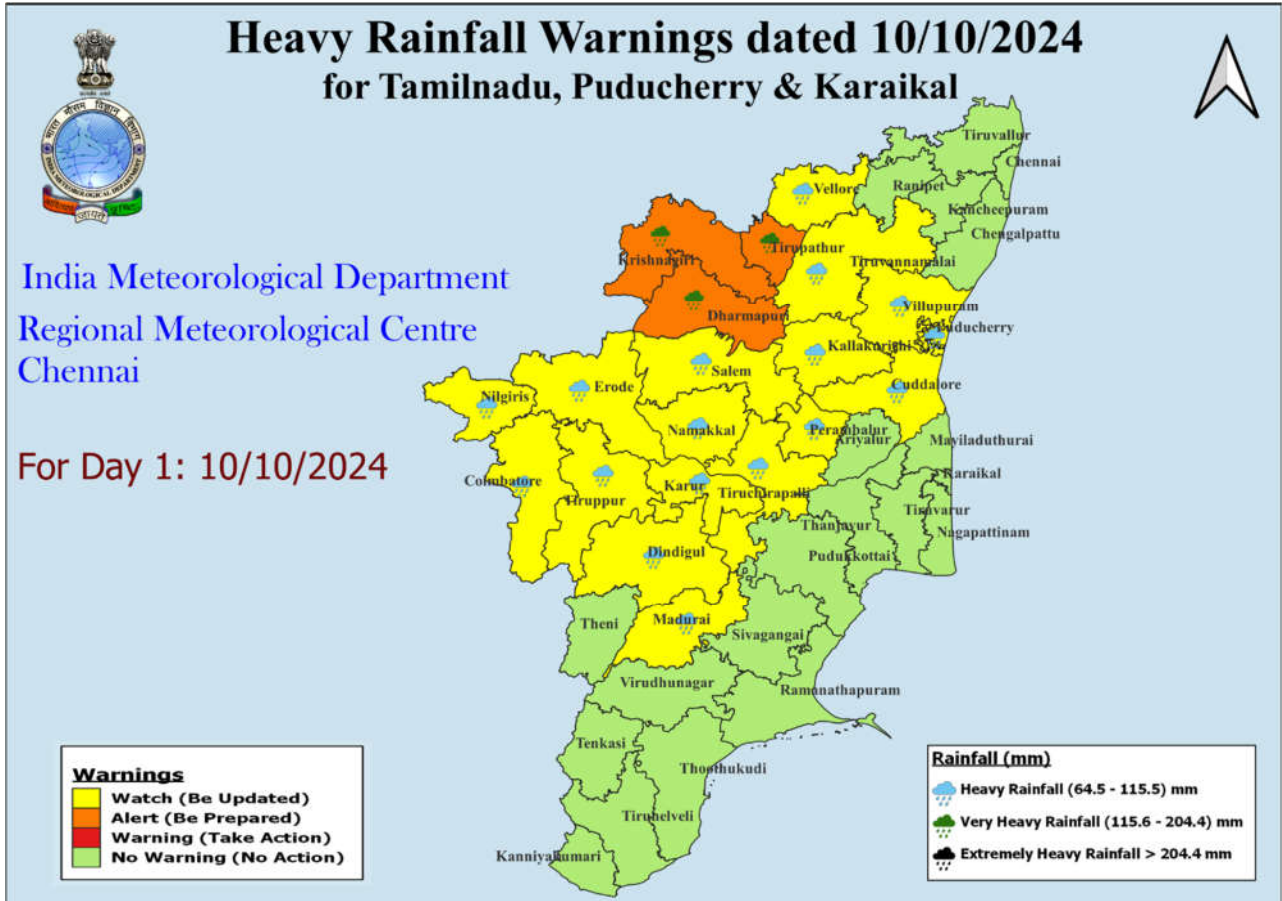 Heavy Rainfall Warnings dated 10/10/2024
for Tamilnadu, Puducherry & Karaikal
भारत मौसम विज्ञान विभाग
INDIA METEOROLOGICAL DEPARTMENT
India Meteorological Department
Regional Meteorological Centre
Chennai
For Day 1: 10/10/2024
Tiruvallur
Chennai
Vellore
Ranipet
Kancheepuram
Chengalpattu
Krishnagiri
Tirupathur
Tiruvannamalai
Dharmapuri
Villupuram
Puducherry
Kallakurichi
Salem
Cuddalore
Nilgiris
Erode
Namakkal
Perambalur
Ariyalur
Mayiladuthurai
Karaikal
Coimbatore
Tiruppur
Karur
Tiruchirapalli
Tiruvarur
Thanjavur
Nagapattinam
Dindigul
Pudukkottai
Theni
Madurai
Sivagangai
Virudhunagar
Ramanathapuram
Tenkasi
Thoothukudi
Tirunelveli
Kanniyakumari
Warnings
Watch (Be Updated)
Alert (Be Prepared)
Warning (Take Action)
No Warning (No Action)
Rainfall (mm)
Heavy Rainfall (64.5 - 115.5) mm
Very Heavy Rainfall (115.6 - 204.4) mm
Extremely Heavy Rainfall > 204.4 mm